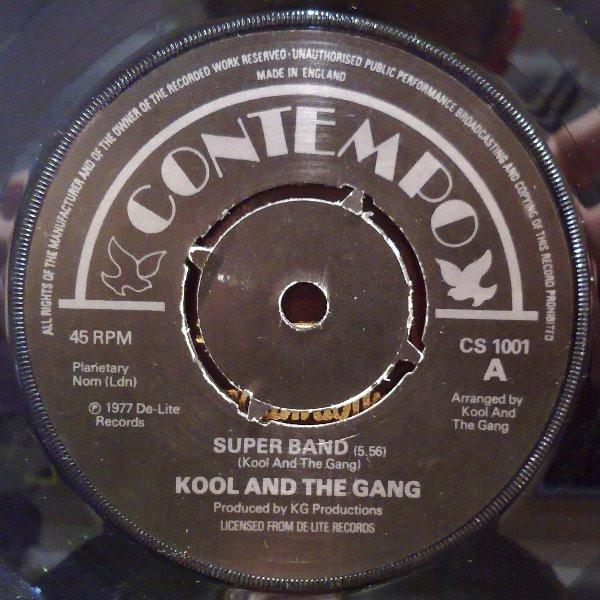 ALL RIGHTS OF THE MANUFACTURER AND OF THE OWNER OF THE RECORDED WORK RESERVED · UNAUTHORISED PUBLIC PERFORMANCE BROADCASTING AND COPYING OF THIS RECORD PROHIBITED
MADE IN ENGLAND
CONTEMPO
45 RPM
CS 1001
A
Planetary
Nom (Ldn)
℗ 1977 De-Lite
Records
Arranged by
Kool And
The Gang
SUPER BAND (5.56)
(Kool And The Gang)
KOOL AND THE GANG
Produced by KG Productions
LICENSED FROM DE-LITE RECORDS